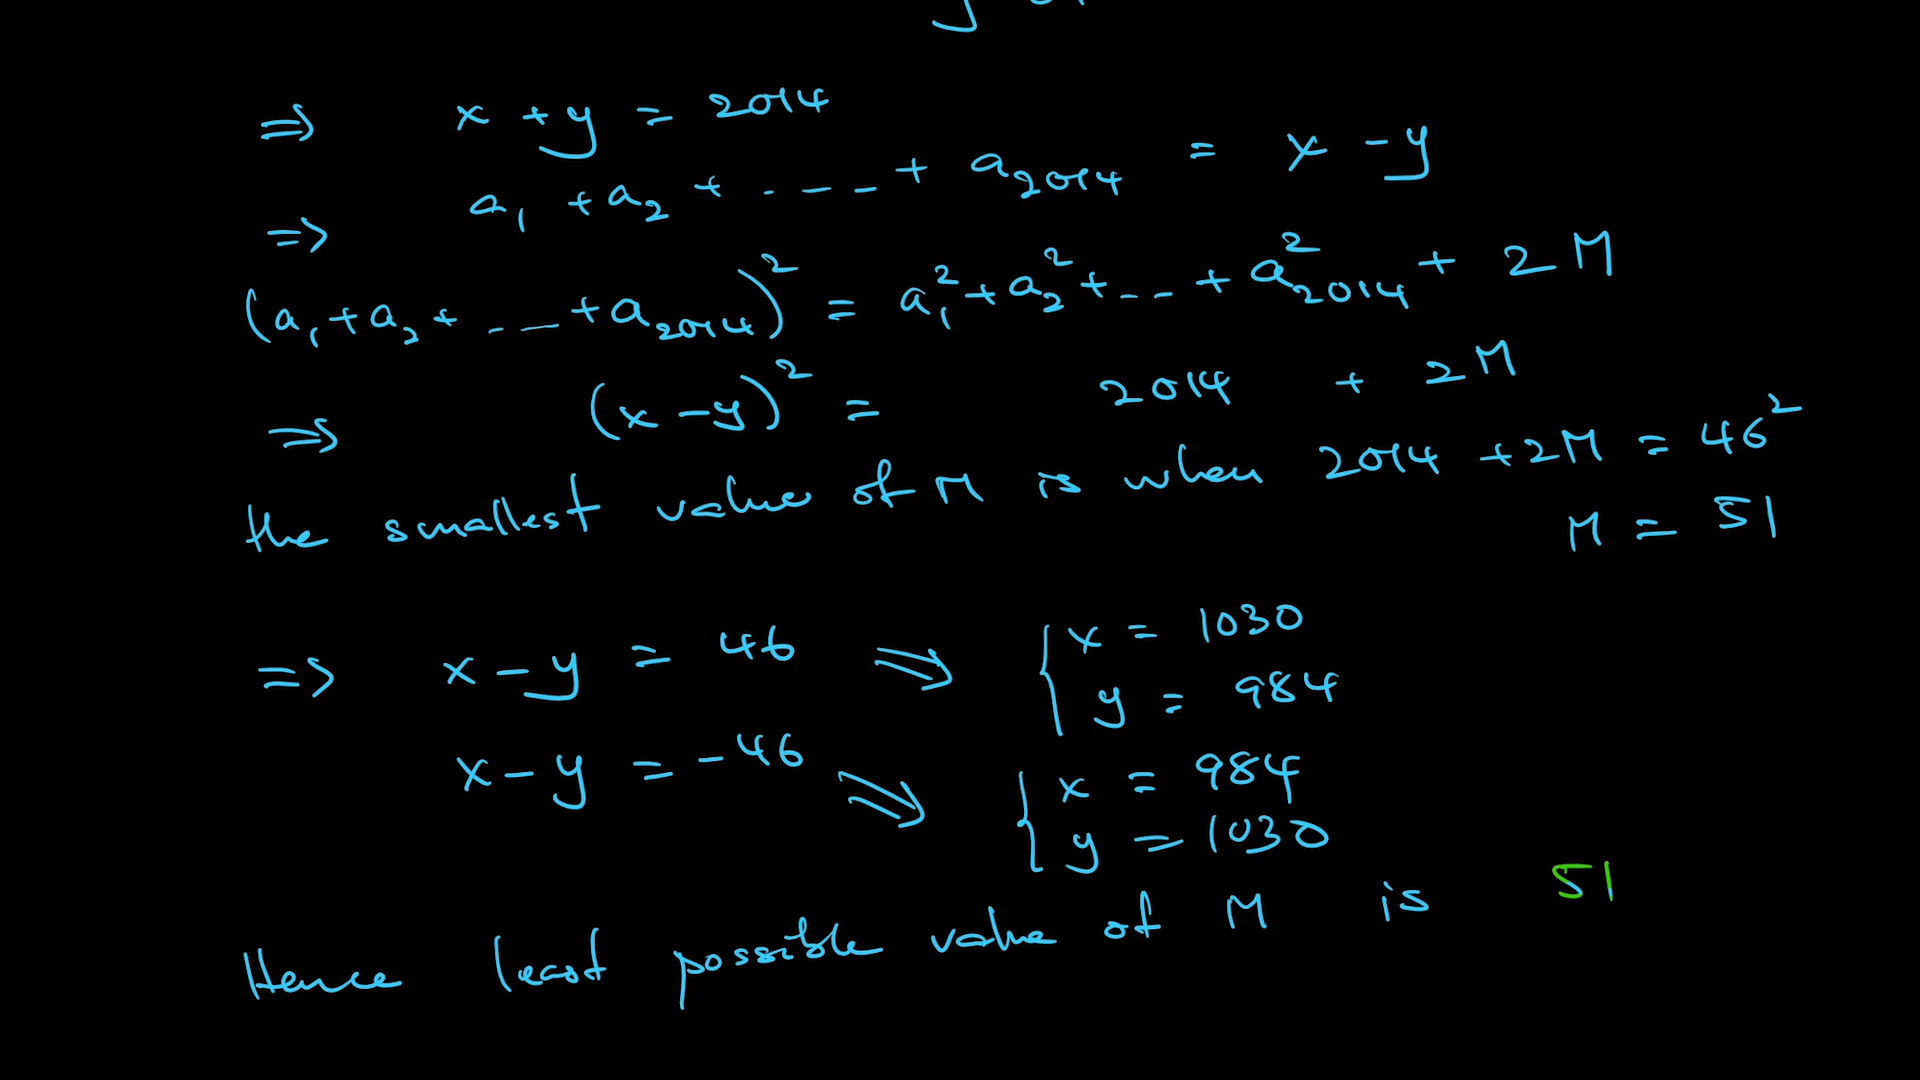 ⇒ x + y = 2014
⇒ a₁ + a₂ + ---- + a₂₀₁₄ = x - y
(a₁ + a₂ + --- + a₂₀₁₄)² = a₁² + a₂² + --- + a₂₀₁₄² + 2M
⇒ (x - y)² = 2014 + 2M
the smallest value of M is when 2014 + 2M = 46²
M = 51
⇒ x - y = 46 ⇒ { x = 1030
y = 984
x - y = -46 ⇒ { x = 984
y = 1030
Hence least possible value of M is 51